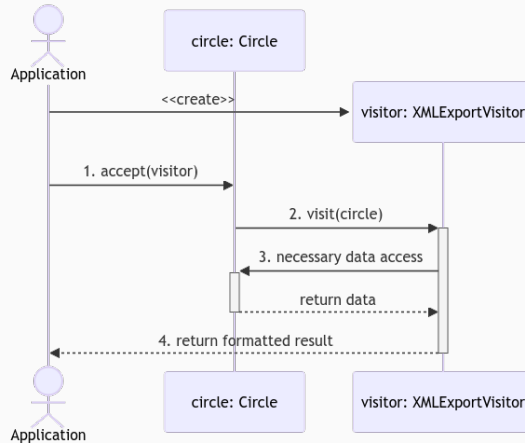 circle: Circle
Application
<<create>>
visitor: XMLExportVisitor
1. accept(visitor)
2. visit(circle)
3. necessary data access
return data
4. return formatted result
circle: Circle
visitor: XMLExportVisitor
Application